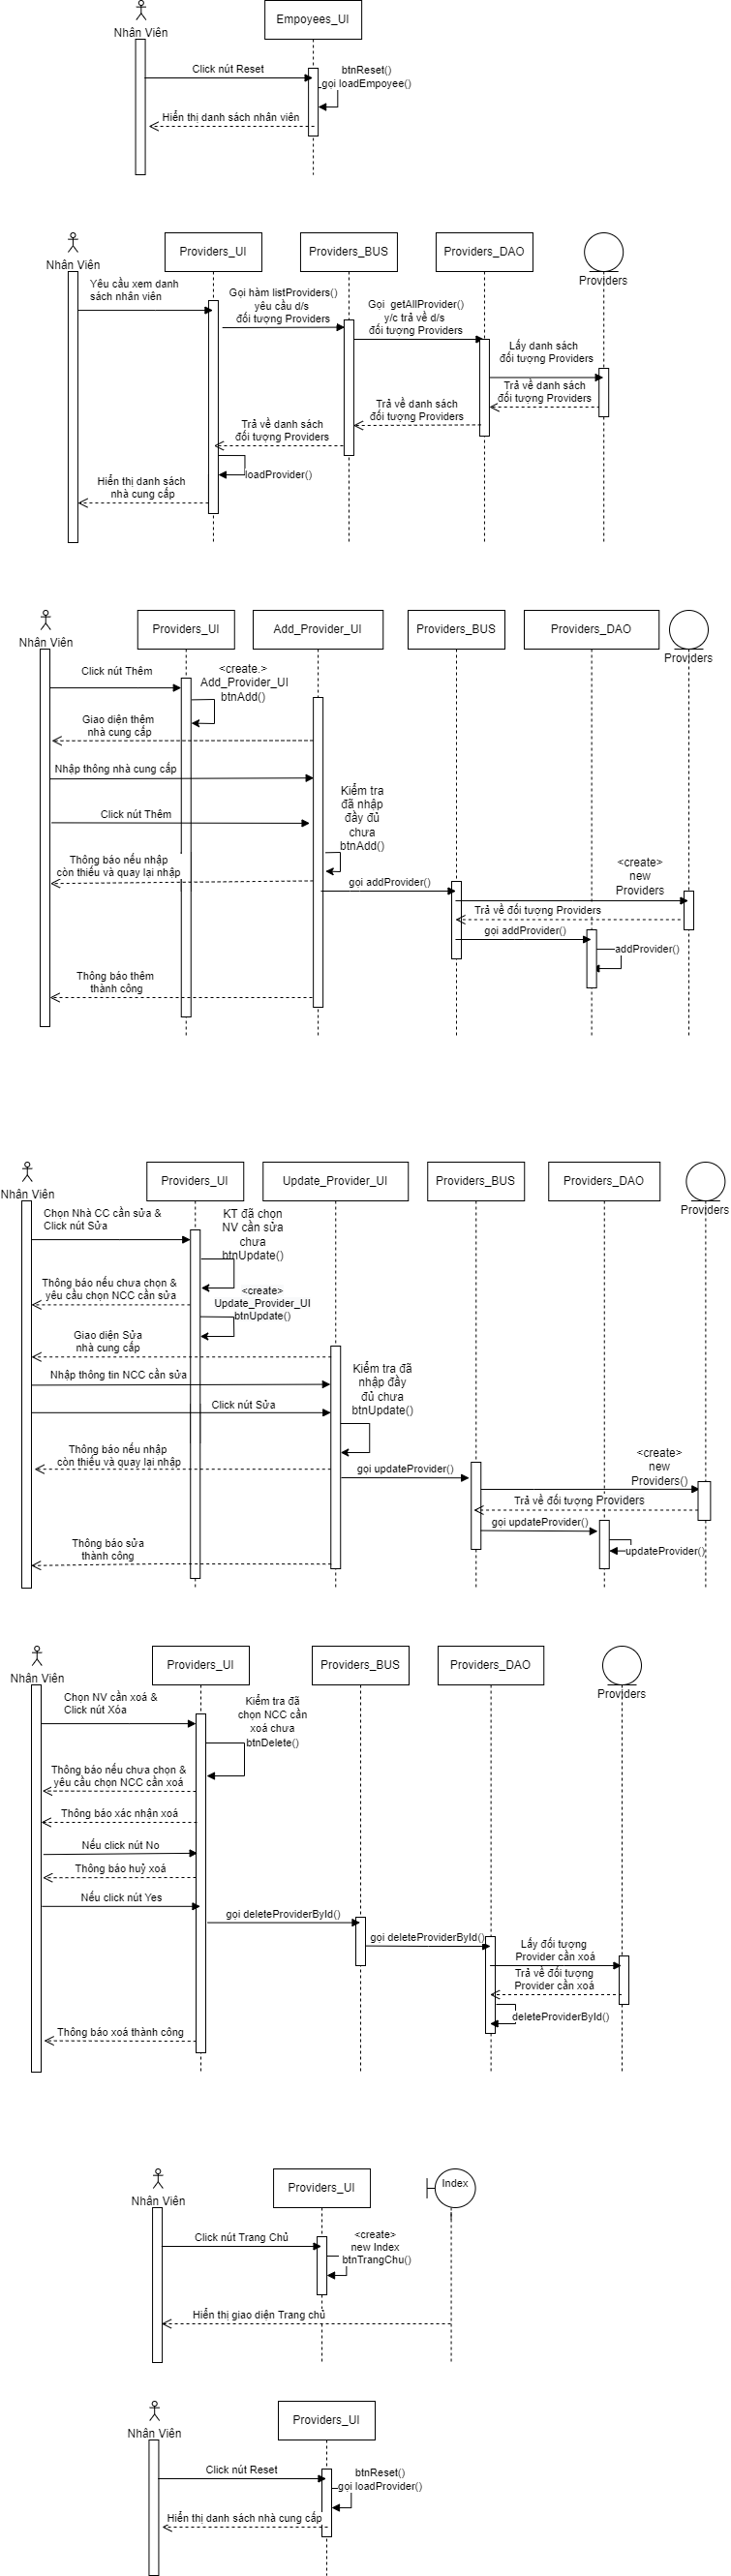 Nhân Viên
Empoyees_UI
Click nút Reset
btnReset()
gọi loadEmpoyee()
Hiển thị danh sách nhân viên
Nhân Viên
Providers_UI
Providers_BUS
Providers_DAO
Providers
Yêu cầu xem danh
sách nhân viên
Gọi hàm listProviders()
yêu cầu d/s
đối tượng Providers
Gọi getAllProvider()
y/c trả về d/s
đối tượng Providers
Lấy danh sách
đối tượng Providers
Trả về danh sách
đối tượng Providers
Trả về danh sách
đối tượng Providers
Trả về danh sách
đối tượng Providers
loadProvider()
Hiển thị danh sách
nhà cung cấp
Nhân Viên
Providers_UI
Add_Provider_UI
Providers_BUS
Providers_DAO
Providers
Click nút Thêm
<create.>
Add_Provider_UI
btnAdd()
Giao diện thêm
nhà cung cấp
Nhập thông nhà cung cấp
Click nút Thêm
Kiểm tra
đã nhập
đầy đủ
chưa
btnAdd()
Thông báo nếu nhập
còn thiếu và quay lại nhập
gọi addProvider()
<create>
new
Providers
Trả về đối tượng Providers
gọi addProvider()
addProvider()
Thông báo thêm
thành công
Nhân Viên
Providers_UI
Update_Provider_UI
Providers_BUS
Providers_DAO
Providers
Chọn Nhà CC cần sửa &
Click nút Sửa
KT đã chọn
NV cần sửa
chưa
btnUpdate()
Thông báo nếu chưa chọn &
yêu cầu chọn NCC cần sửa
<create>
Update_Provider_UI
btnUpdate()
Giao diện Sửa
nhà cung cấp
Nhập thông tin NCC cần sửa
Click nút Sửa
Kiểm tra đã
nhập đầy
đủ chưa
btnUpdate()
Thông báo nếu nhập
còn thiếu và quay lại nhập
gọi updateProvider()
<create>
new
Providers()
Trả về đối tượng Providers
gọi updateProvider()
updateProvider()
Thông báo sửa
thành công
Nhân Viên
Providers_UI
Providers_BUS
Providers_DAO
Providers
Chọn NV cần xoá &
Click nút Xóa
Kiểm tra đã
chọn NCC cần
xoá chưa
btnDelete()
Thông báo nếu chưa chọn &
yêu cầu chọn NCC cần xoá
Thông báo xác nhận xoá
Nếu click nút No
Thông báo huỷ xoá
Nếu click nút Yes
gọi deleteProviderById()
gọi deleteProviderById()
Lấy đối tượng
Provider cần xoá
Trả về đối tượng
Provider cần xoá
deleteProviderById()
Thông báo xoá thành công
Nhân Viên
Providers_UI
Index
Click nút Trang Chủ
<create>
new Index
btnTrangChu()
Hiển thị giao diện Trang chủ
Nhân Viên
Providers_UI
Click nút Reset
btnReset()
gọi loadProvider()
Hiển thị danh sách nhà cung cấp